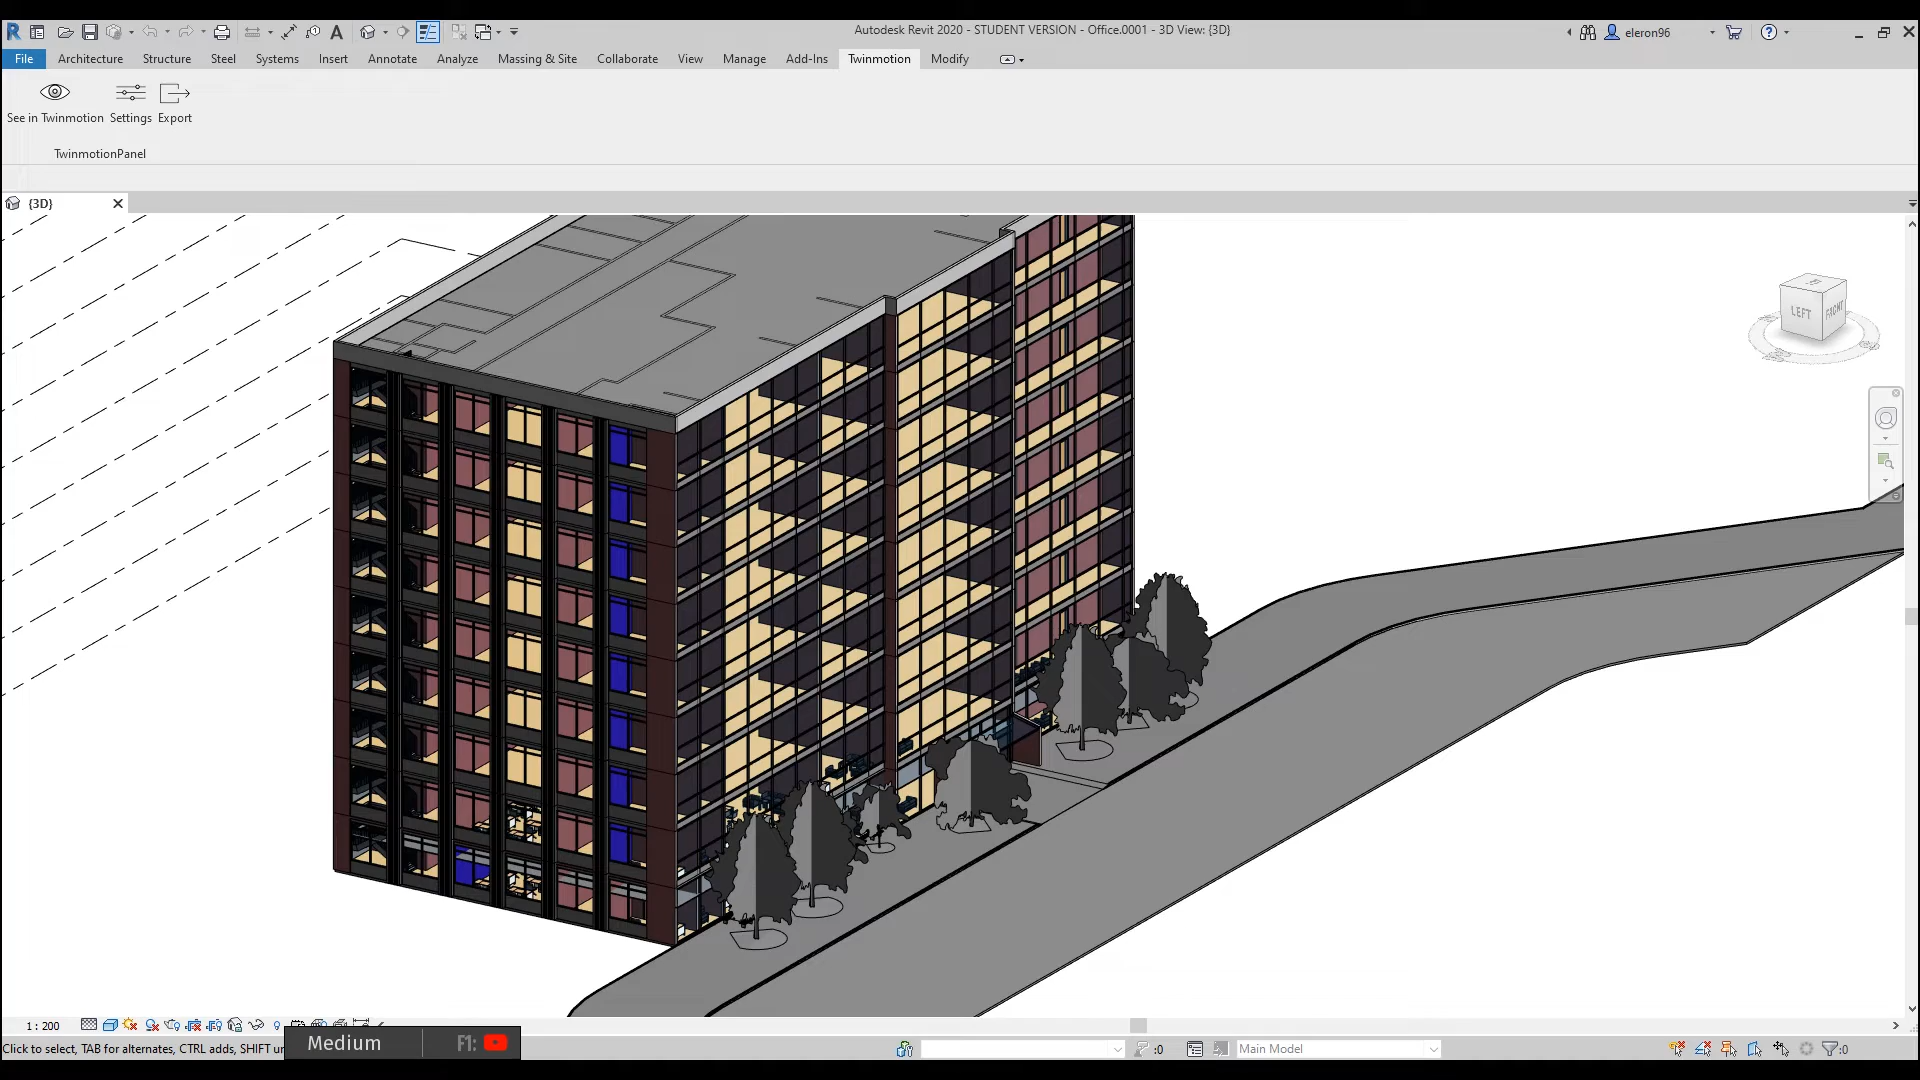 Autodesk Revit 2020 - STUDENT VERSION - Office.0001 - 3D View: {3D}
eleron96
File Architecture Structure Steel Systems Insert Annotate Analyze Massing & Site Collaborate View Manage Add-Ins Twinmotion Modify
See in Twinmotion Settings Export
TwinmotionPanel
{3D}
LEFT FRONT
1 : 200
Medium F1:
Click to select, TAB for alternates, CTRL adds, SHIFT un
:0
Main Model
:0